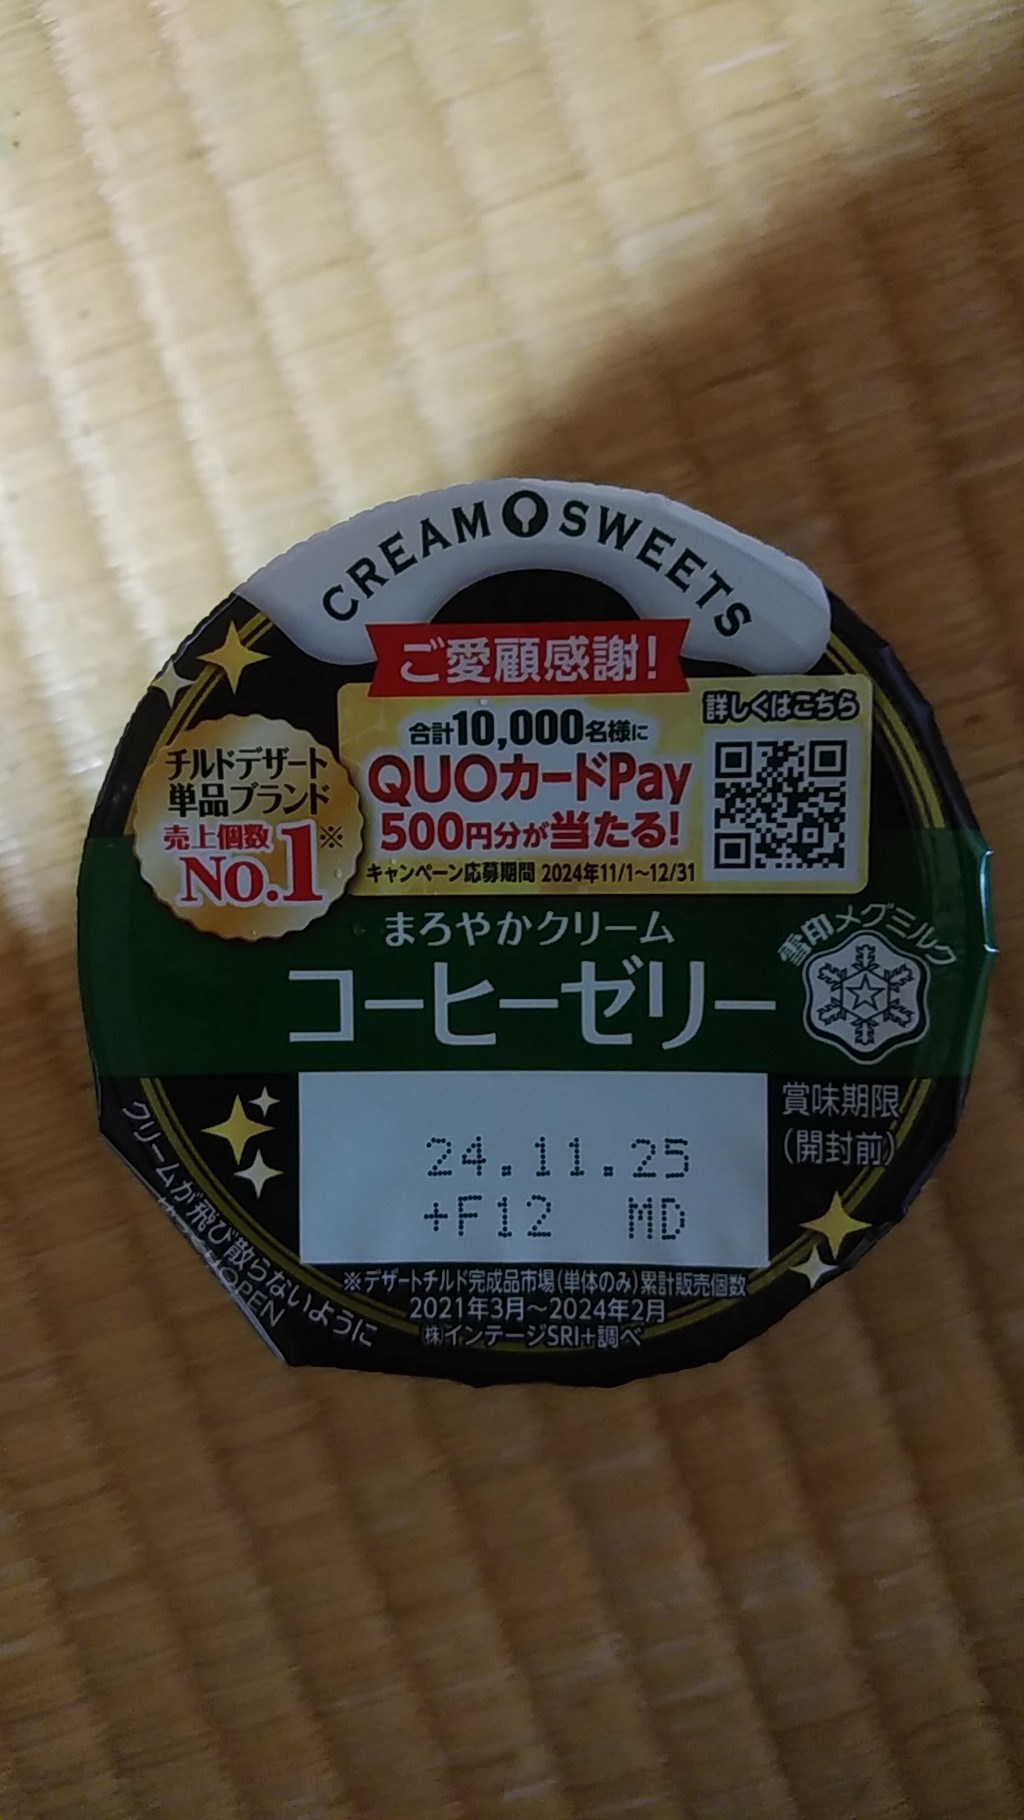 CREAM SWEETS
ご愛顧感謝!
合計10,000名様に
QUOカードPay
500円分が当たる!
キャンペーン応募期間 2024年11/1～12/31
詳しくはこちら
チルドデザート
単品ブランド
売上個数※
No.1
まろやかクリーム
コーヒーゼリー
雪印メグミルク
賞味期限
(開封前)
24.11.25
+F12 MD
※デザートチルド完成品市場(単体のみ)累計販売個数
2021年3月～2024年2月
㈱インテージSRI+調べ
クリームが飛び散らないように
OPEN